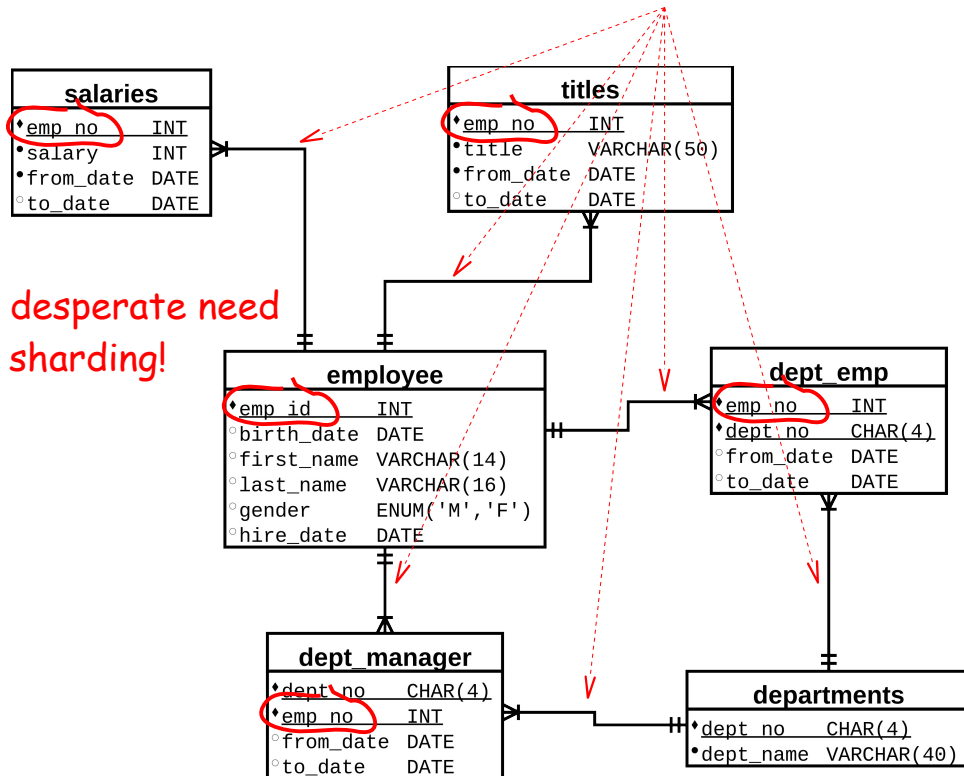 salaries
emp_no INT
salary INT
from_date DATE
to_date DATE
titles
emp_no INT
title VARCHAR(50)
from_date DATE
to_date DATE
desperate need
sharding!
employee
emp_id INT
birth_date DATE
first_name VARCHAR(14)
last_name VARCHAR(16)
gender ENUM('M','F')
hire_date DATE
dept_emp
emp_no INT
dept_no CHAR(4)
from_date DATE
to_date DATE
dept_manager
dept_no CHAR(4)
emp_no INT
from_date DATE
to_date DATE
departments
dept_no CHAR(4)
dept_name VARCHAR(40)